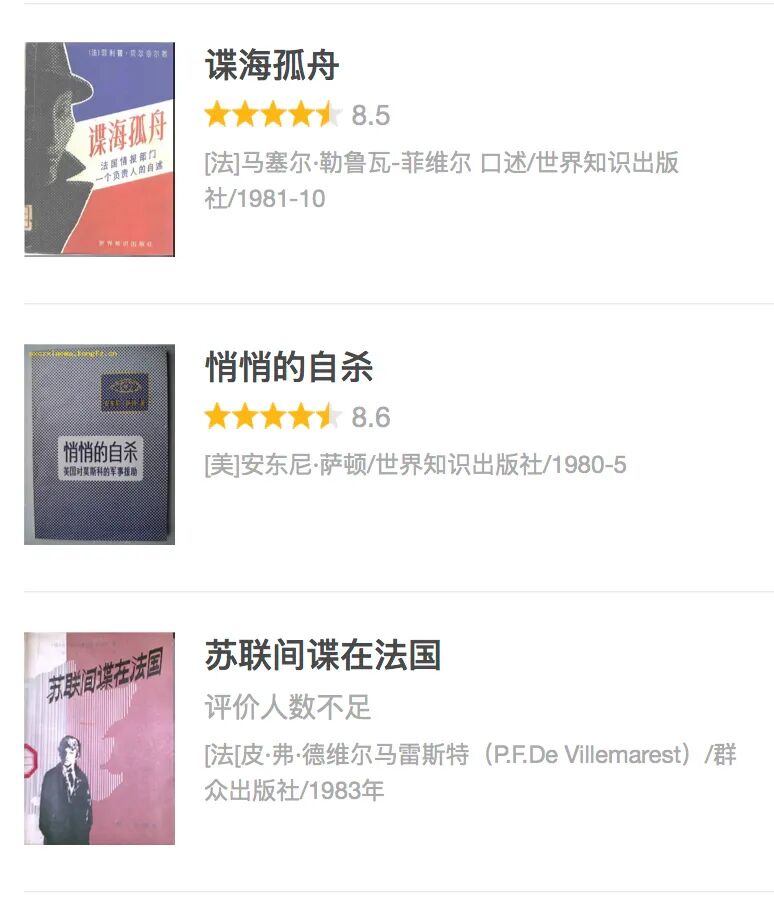 (法)菲利普·贝尔奈尔著
谍海孤舟
法国情报部门
一个负责人的自述
世界知识出版社
谍海孤舟
8.5
[法]马塞尔·勒鲁瓦-菲维尔 口述/世界知识出版
社/1981-10
悄悄的自杀
美国对莫斯科的军事援助
悄悄的自杀
8.6
[美]安东尼·萨顿/世界知识出版社/1980-5
苏联间谍在法国
苏联间谍在法国
评价人数不足
[法[皮·弗·德维尔马雷斯特（P.F.De Villemarest）/群
众出版社/1983年